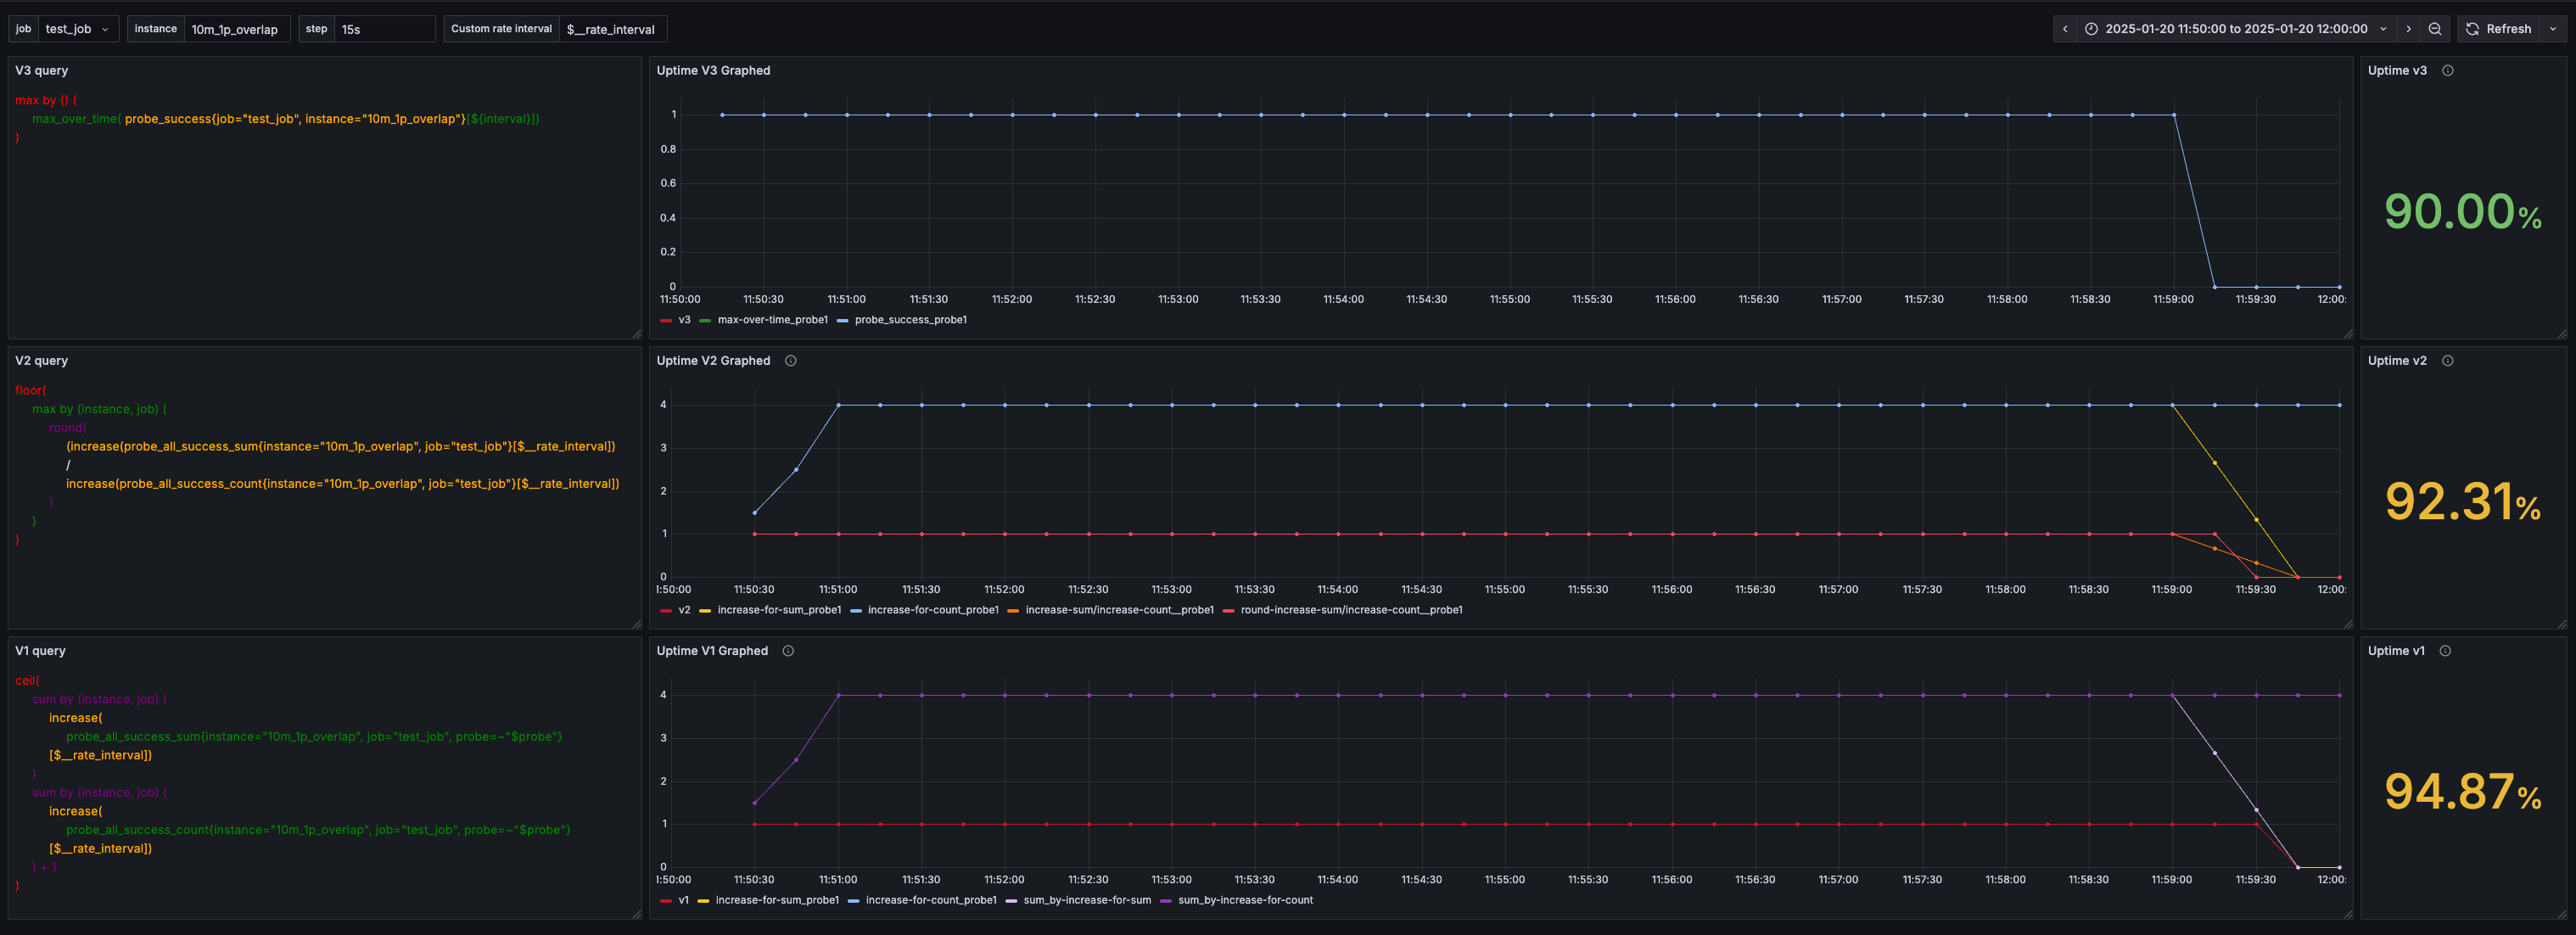 job test_job instance 10m_1p_overlap step 15s Custom rate interval $__rate_interval 2025-01-20 11:50:00 to 2025-01-20 12:00:00 Refresh
V3 query
max by () (
max_over_time( probe_success{job="test_job", instance="10m_1p_overlap"}[${interval}])
)
Uptime V3 Graphed
1
0.8
0.6
0.4
0.2
0
11:50:00 11:50:30 11:51:00 11:51:30 11:52:00 11:52:30 11:53:00 11:53:30 11:54:00 11:54:30 11:55:00 11:55:30 11:56:00 11:56:30 11:57:00 11:57:30 11:58:00 11:58:30 11:59:00 11:59:30 12:00:
v3 max-over-time_probe1 probe_success_probe1
Uptime v3
90.00%
V2 query
floor(
max by (instance, job) (
round(
(increase(probe_all_success_sum{instance="10m_1p_overlap", job="test_job"}[$__rate_interval])
/
increase(probe_all_success_count{instance="10m_1p_overlap", job="test_job"}[$__rate_interval])
)
)
)
Uptime V2 Graphed
4
3
2
1
0
1:50:00 11:50:30 11:51:00 11:51:30 11:52:00 11:52:30 11:53:00 11:53:30 11:54:00 11:54:30 11:55:00 11:55:30 11:56:00 11:56:30 11:57:00 11:57:30 11:58:00 11:58:30 11:59:00 11:59:30 12:00:
v2 increase-for-sum_probe1 increase-for-count_probe1 increase-sum/increase-count__probe1 round-increase-sum/increase-count__probe1
Uptime v2
92.31%
V1 query
cell(
sum by (instance, job) (
increase(
probe_all_success_sum{instance="10m_1p_overlap", job="test_job", probe=~"$probe"}
[$__rate_interval])
)
sum by (instance, job) (
increase(
probe_all_success_count{instance="10m_1p_overlap", job="test_job", probe=~"$probe"}
[$__rate_interval])
) + 1
)
Uptime V1 Graphed
4
3
2
1
0
1:50:00 11:50:30 11:51:00 11:51:30 11:52:00 11:52:30 11:53:00 11:53:30 11:54:00 11:54:30 11:55:00 11:55:30 11:56:00 11:56:30 11:57:00 11:57:30 11:58:00 11:58:30 11:59:00 11:59:30 12:00:
v1 increase-for-sum_probe1 increase-for-count_probe1 sum_by-increase-for-sum sum_by-increase-for-count
Uptime v1
94.87%